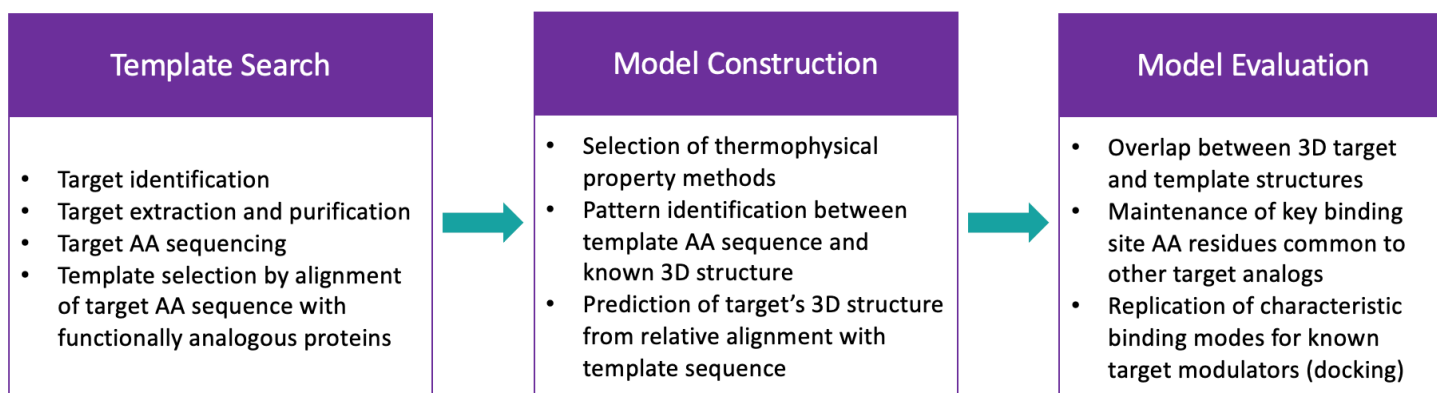 Template Search
• Target identification
• Target extraction and purification
• Target AA sequencing
• Template selection by alignment
of target AA sequence with
functionally analogous proteins
Model Construction
• Selection of thermophysical
property methods
• Pattern identification between
template AA sequence and
known 3D structure
• Prediction of target’s 3D structure
from relative alignment with
template sequence
Model Evaluation
• Overlap between 3D target
and template structures
• Maintenance of key binding
site AA residues common to
other target analogs
• Replication of characteristic
binding modes for known
target modulators (docking)